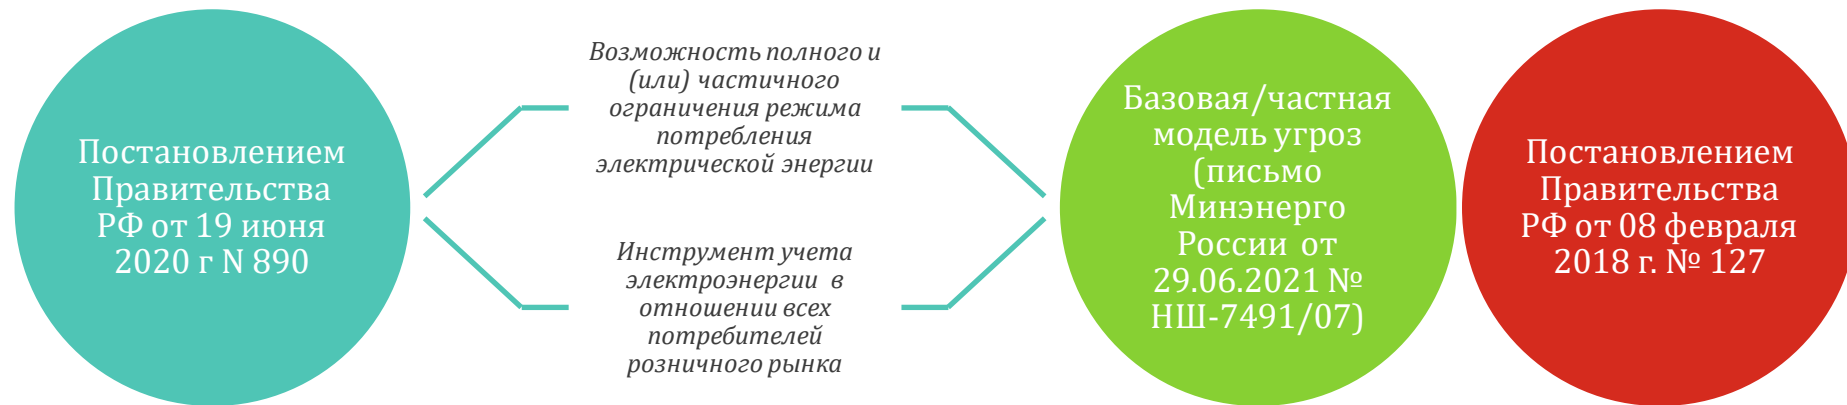 Постановлением
Правительства
РФ от 19 июня
2020 г N 890
Возможность полного и
(или) частичного
ограничения режима
потребления
электрической энергии
Инструмент учета
электроэнергии в
отношении всех
потребителей
розничного рынка
Базовая/частная
модель угроз
(письмо
Минэнерго
России от
29.06.2021 №
НШ-7491/07)
Постановлением
Правительства
РФ от 08 февраля
2018 г. № 127